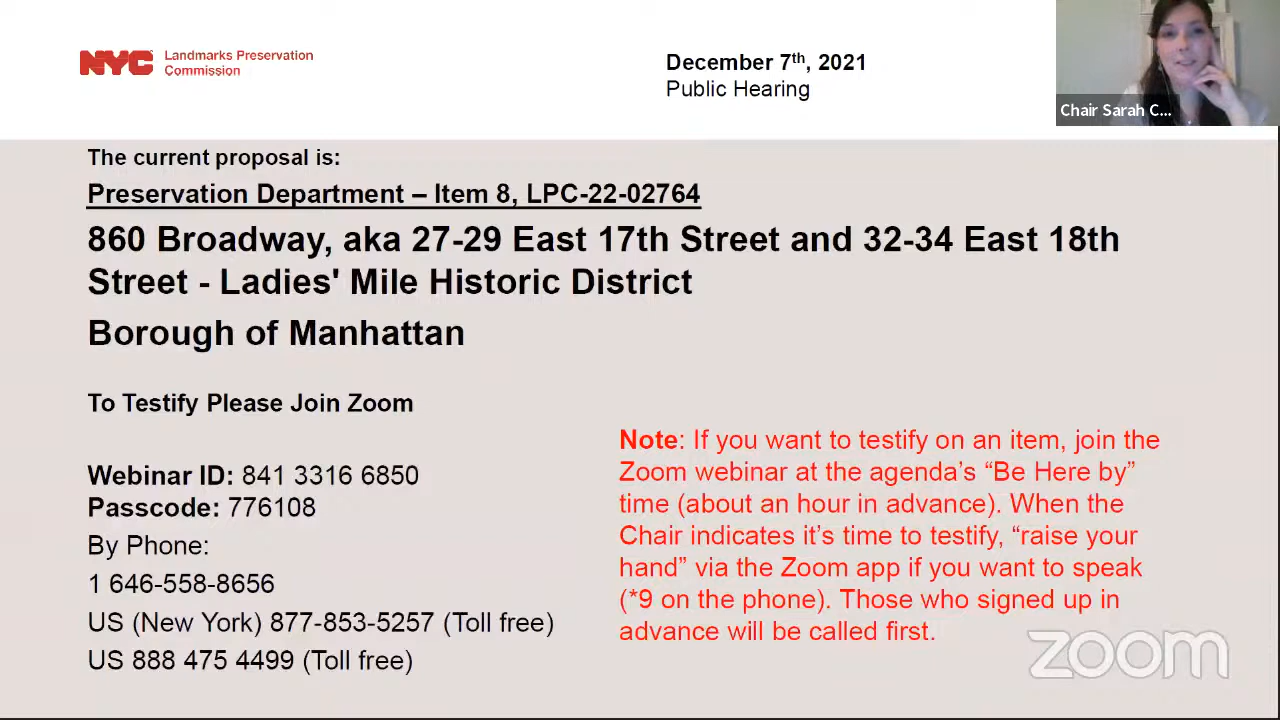 NYC
Landmarks Preservation
Commission
December 7th, 2021
Public Hearing
Chair Sarah C...
The current proposal is:
Preservation Department – Item 8, LPC-22-02764
860 Broadway, aka 27-29 East 17th Street and 32-34 East 18th
Street - Ladies' Mile Historic District
Borough of Manhattan
To Testify Please Join Zoom
Webinar ID: 841 3316 6850
Passcode: 776108
By Phone:
1 646-558-8656
US (New York) 877-853-5257 (Toll free)
US 888 475 4499 (Toll free)
Note: If you want to testify on an item, join the
Zoom webinar at the agenda’s “Be Here by”
time (about an hour in advance). When the
Chair indicates it’s time to testify, “raise your
hand” via the Zoom app if you want to speak
(*9 on the phone). Those who signed up in
advance will be called first.
zoom